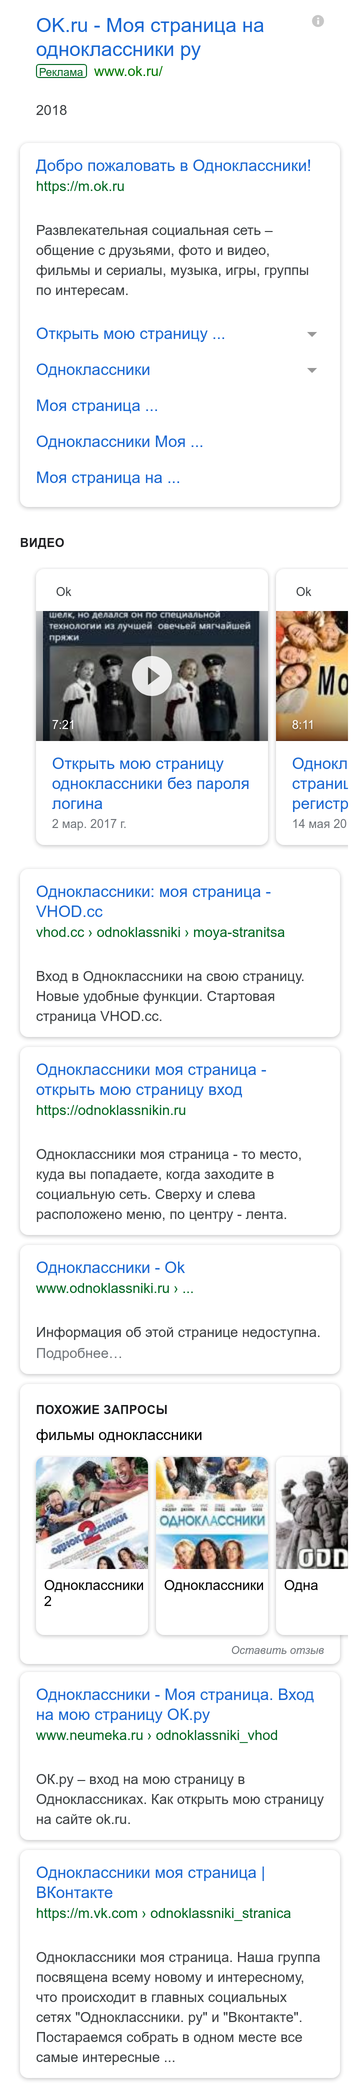 OK.ru - Моя страница на
одноклассники ру
Реклама www.ok.ru/
2018
Добро пожаловать в Одноклассники!
https://m.ok.ru
Развлекательная социальная сеть –
общение с друзьями, фото и видео,
фильмы и сериалы, музыка, игры, группы
по интересам.
Открыть мою страницу ...
Одноклассники
Моя страница ...
Одноклассники Моя ...
Моя страница на ...
ВИДЕО
Ok
шелк, но делался он по специальной
технологии из лучшей овечьей мягчайшей
пряжи
7:21
Открыть мою страницу
одноклассники без пароля
логина
2 мар. 2017 г.
Ok
Мо
8:11
Однокл
страниц
регистр
14 мая 20
Одноклассники: моя страница -
VHOD.cc
vhod.cc › odnoklassniki › moya-stranitsa
Вход в Одноклассники на свою страницу.
Новые удобные функции. Стартовая
страница VHOD.cc.
Одноклассники моя страница -
открыть мою страницу вход
https://odnoklassnikin.ru
Одноклассники моя страница - то место,
куда вы попадаете, когда заходите в
социальную сеть. Сверху и слева
расположено меню, по центру - лента.
Одноклассники - Ok
www.odnoklassniki.ru › ...
Информация об этой странице недоступна.
Подробнее…
ПОХОЖИЕ ЗАПРОСЫ
фильмы одноклассники
ОДНОКЛАССНИКИ
2
Одноклассники
2
ОДНОКЛАССНИКИ
Одноклассники
ОДН
Одна
Оставить отзыв
Одноклассники - Моя страница. Вход
на мою страницу ОК.ру
www.neumeka.ru › odnoklassniki_vhod
ОК.ру – вход на мою страницу в
Одноклассниках. Как открыть мою страницу
на сайте ok.ru.
Одноклассники моя страница |
ВКонтакте
https://m.vk.com › odnoklassniki_stranica
Одноклассники моя страница. Наша группа
посвящена всему новому и интересному,
что происходит в главных социальных
сетях "Одноклассники. ру" и "Вконтакте".
Постараемся собрать в одном месте все
самые интересные ...